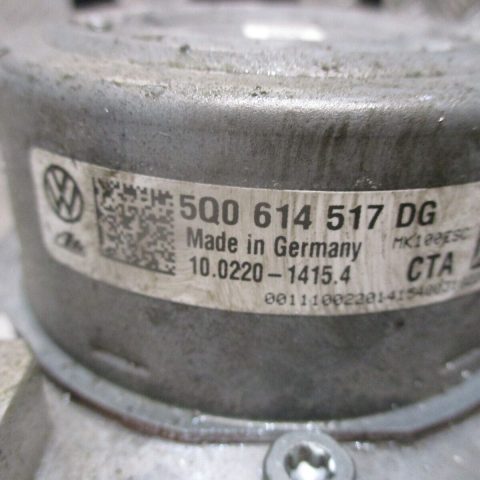 5Q0 614 517 DG
Made in Germany MK100ESC
10.0220-1415.4 CTA